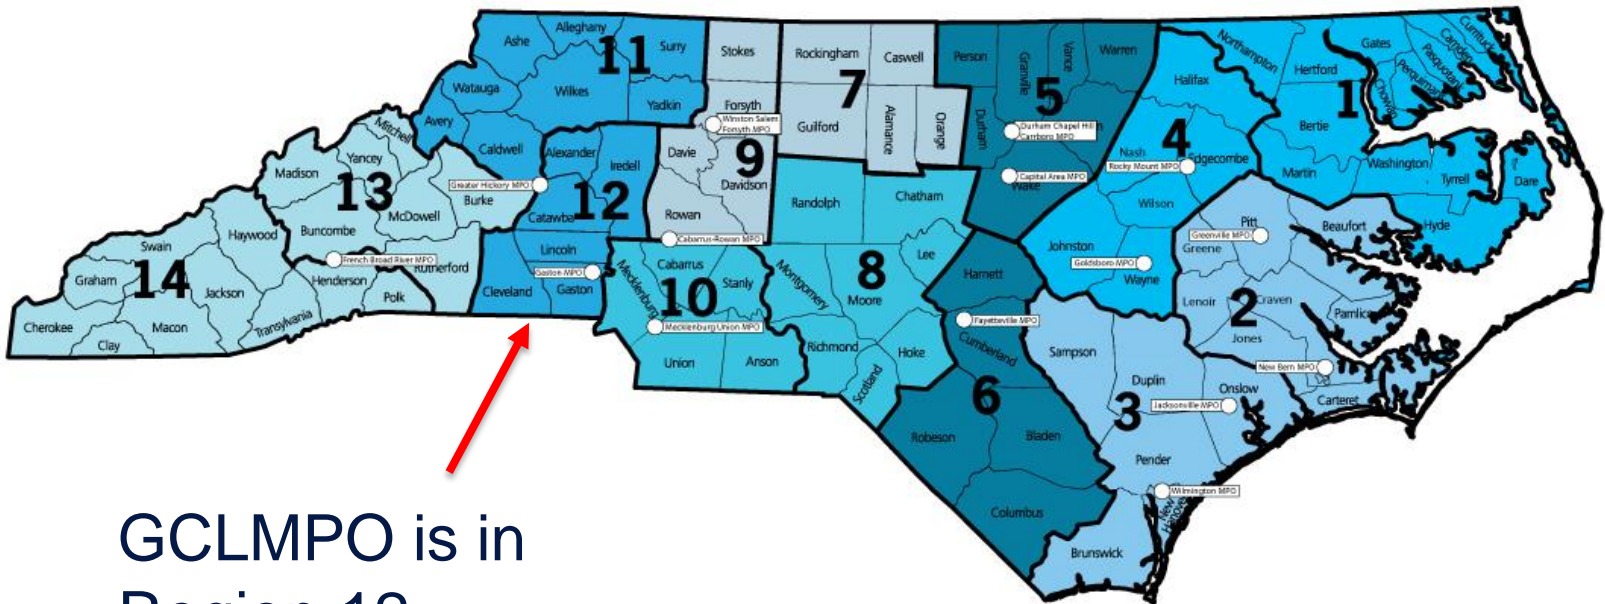 Alleghany
Ashe
11
Surry
Watauga
Wilkes
Yadkin
Avery
Caldwell
Stokes
Forsyth
Winston Salem
Forsyth MPO
Rockingham
Caswell
7
Guilford
Alamance
Orange
Person
Granville
Vance
Warren
5
Durham
Durham Chapel Hill
Carrboro MPO
Capital Area MPO
Wake
Northampton
Halifax
Hertford
Gates
Currituck
Camden
Pasquotank
Perquimans
Chowan
1
Bertie
Martin
Washington
Tyrrell
Dare
Hyde
Nash
4
Edgecombe
Rocky Mount MPO
Wilson
Johnston
Goldsboro MPO
Wayne
Mitchell
Yancey
Madison
13
McDowell
Burke
Buncombe
Rutherford
French Broad River MPO
Greater Hickory MPO
Alexander
Iredell
12
Catawba
Lincoln
Gaston MPO
Cleveland
Gaston
Davie
9
Davidson
Rowan
Cabarrus-Rowan MPO
Randolph
Chatham
Lee
8
Montgomery
Moore
Richmond
Hoke
Scotland
Mecklenburg
Cabarrus
Stanly
10
Mecklenburg Union MPO
Union
Anson
Swain
Haywood
Graham
14
Jackson
Henderson
Polk
Transylvania
Cherokee
Macon
Clay
Harnett
Fayetteville MPO
Cumberland
6
Robeson
Bladen
Columbus
Pitt
Greenville MPO
Greene
Beaufort
Lenoir
2
Craven
Pamlico
Jones
New Bern MPO
Carteret
Sampson
Duplin
Onslow
Jacksonville MPO
3
Pender
Wilmington MPO
New Hanover
Brunswick
GCLMPO is in
Region 12